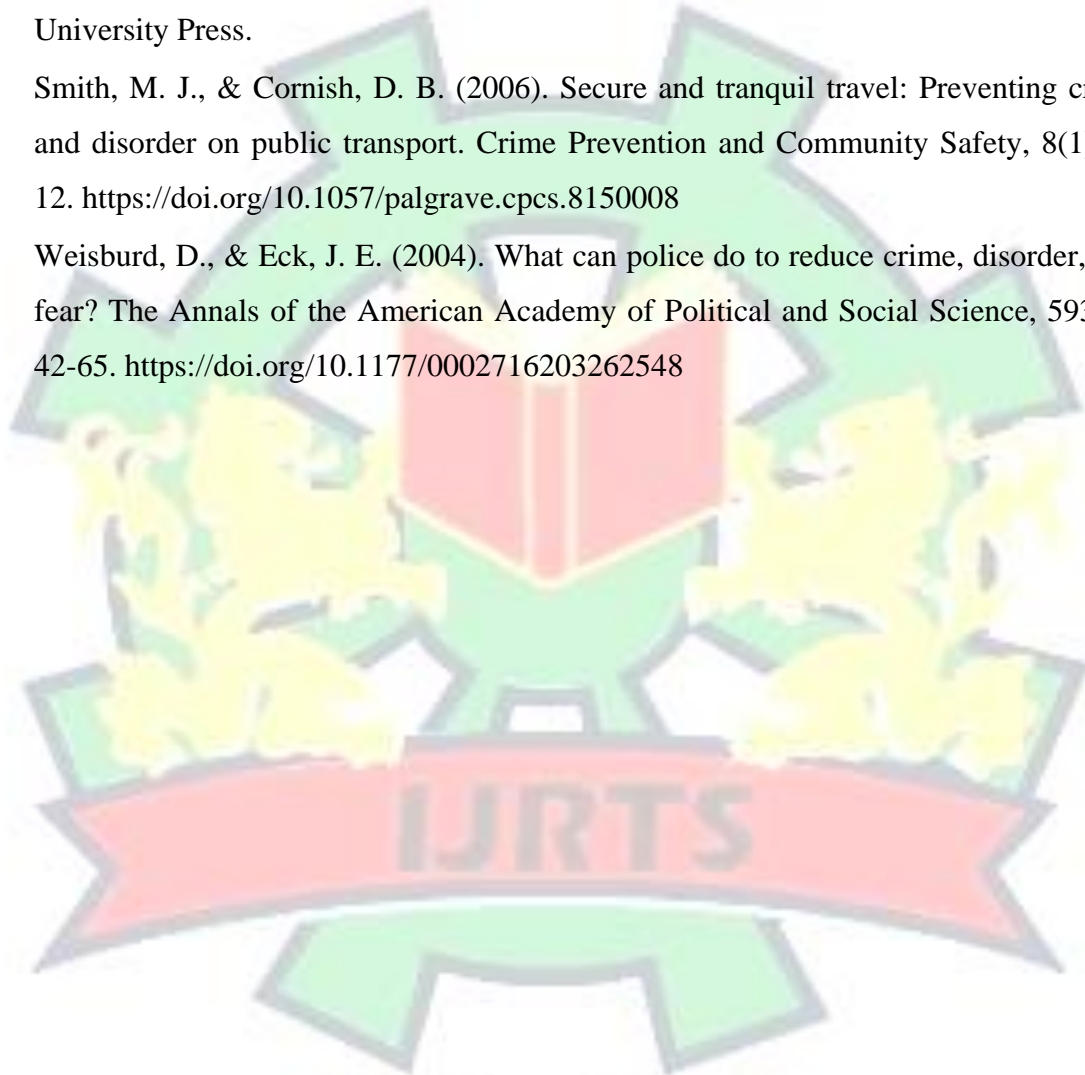 University Press.
Smith, M. J., & Cornish, D. B. (2006). Secure and tranquil travel: Preventing
and disorder on public transport. Crime Prevention and Community Safety, 8(1
12. https://doi.org/10.1057/palgrave.cpcs.8150008
Weisburd, D., & Eck, J. E. (2004). What can police do to reduce crime, disorder,
fear? The Annals of the American Academy of Political and Social Science, 593
42-65. https://doi.org/10.1177/0002716203262548
IJRTS